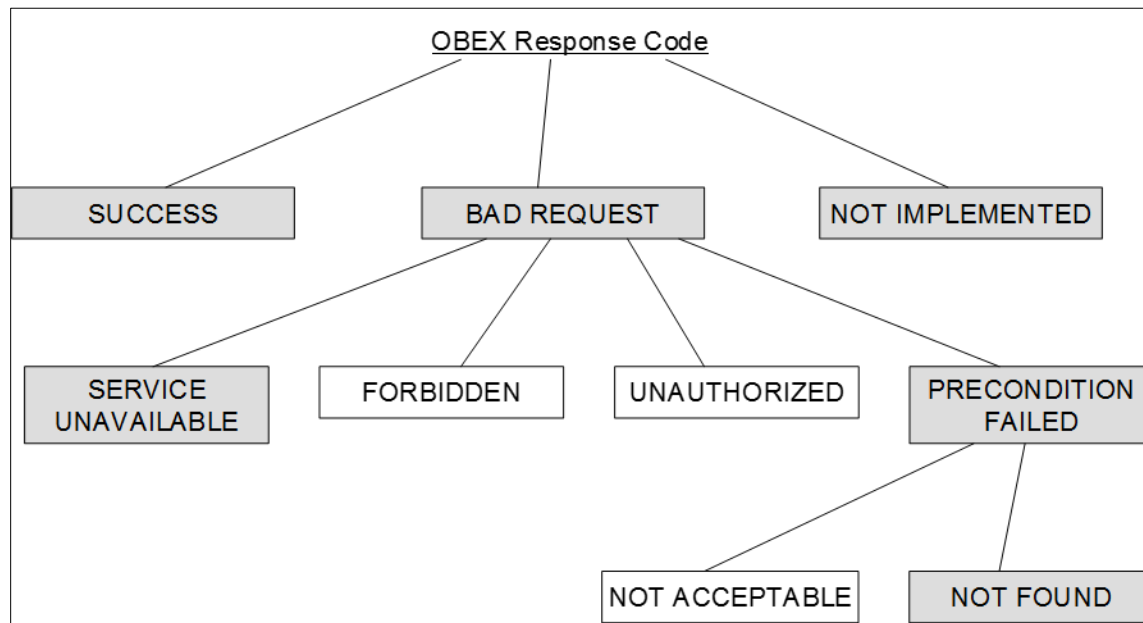 OBEX Response Code
SUCCESS
BAD REQUEST
NOT IMPLEMENTED
SERVICE
UNAVAILABLE
FORBIDDEN
UNAUTHORIZED
PRECONDITION
FAILED
NOT ACCEPTABLE
NOT FOUND